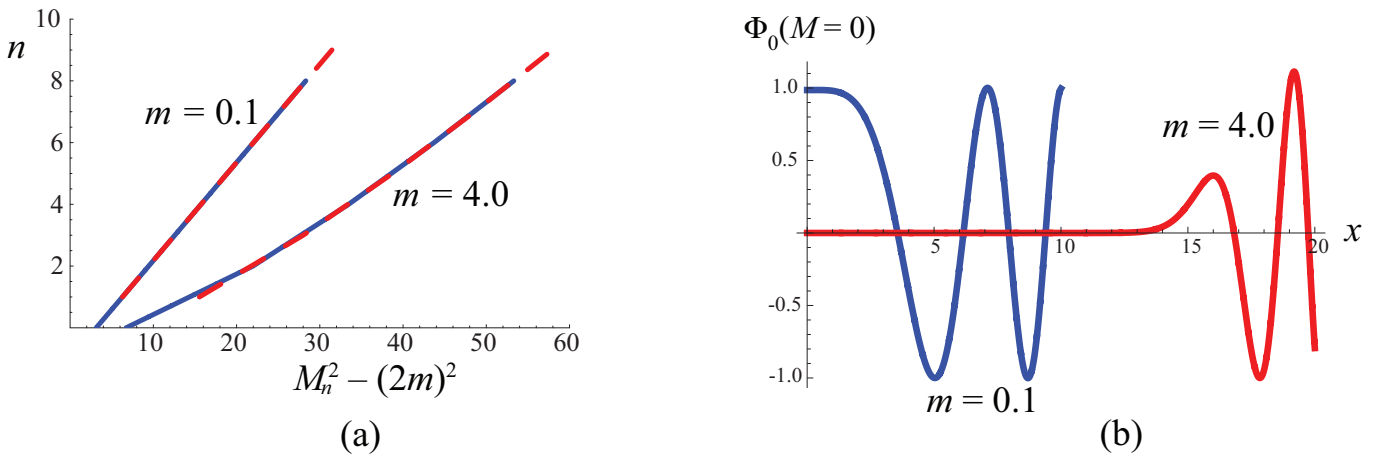 n
10
8
6
4
2
m = 0.1
m = 4.0
10 20 30 40 50 60
M_n^2 – (2m)^2
(a)
Φ_0(M = 0)
1.0
0.5
-0.5
-1.0
m = 4.0
5 10 15 20 x
m = 0.1
(b)